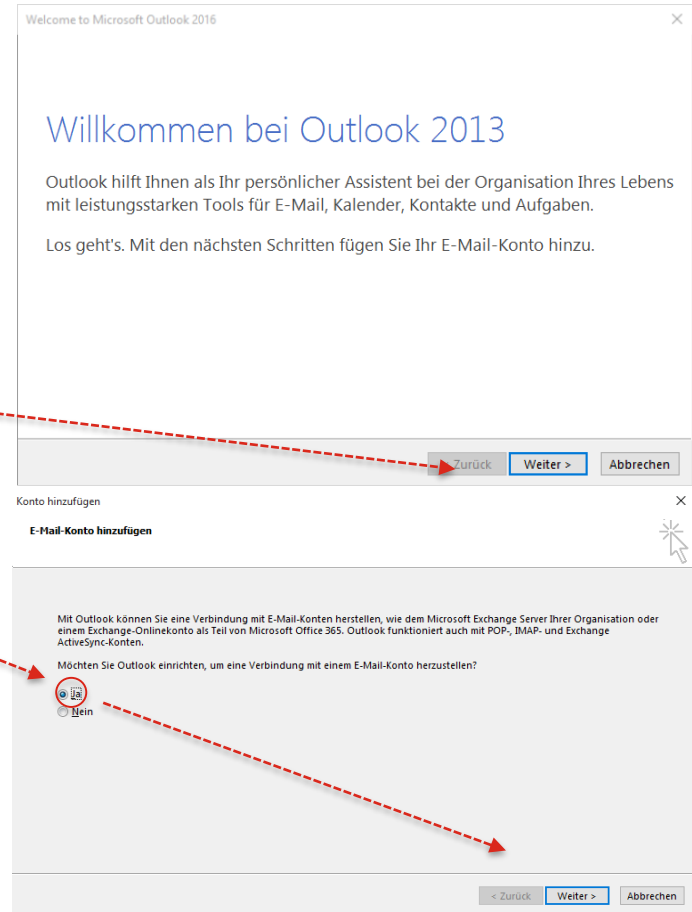 Welcome to Microsoft Outlook 2016
Willkommen bei Outlook 2013
Outlook hilft Ihnen als Ihr persönlicher Assistent bei der Organisation Ihres Lebens
mit leistungsstarken Tools für E-Mail, Kalender, Kontakte und Aufgaben.
Los geht's. Mit den nächsten Schritten fügen Sie Ihr E-Mail-Konto hinzu.
Zurück Weiter > Abbrechen
Konto hinzufügen
E-Mail-Konto hinzufügen
Mit Outlook können Sie eine Verbindung mit E-Mail-Konten herstellen, wie dem Microsoft Exchange Server Ihrer Organisation oder
einem Exchange-Onlinekonto als Teil von Microsoft Office 365. Outlook funktioniert auch mit POP-, IMAP- und Exchange
ActiveSync-Konten.
Möchten Sie Outlook einrichten, um eine Verbindung mit einem E-Mail-Konto herzustellen?
Ja
Nein
< Zurück Weiter > Abbrechen